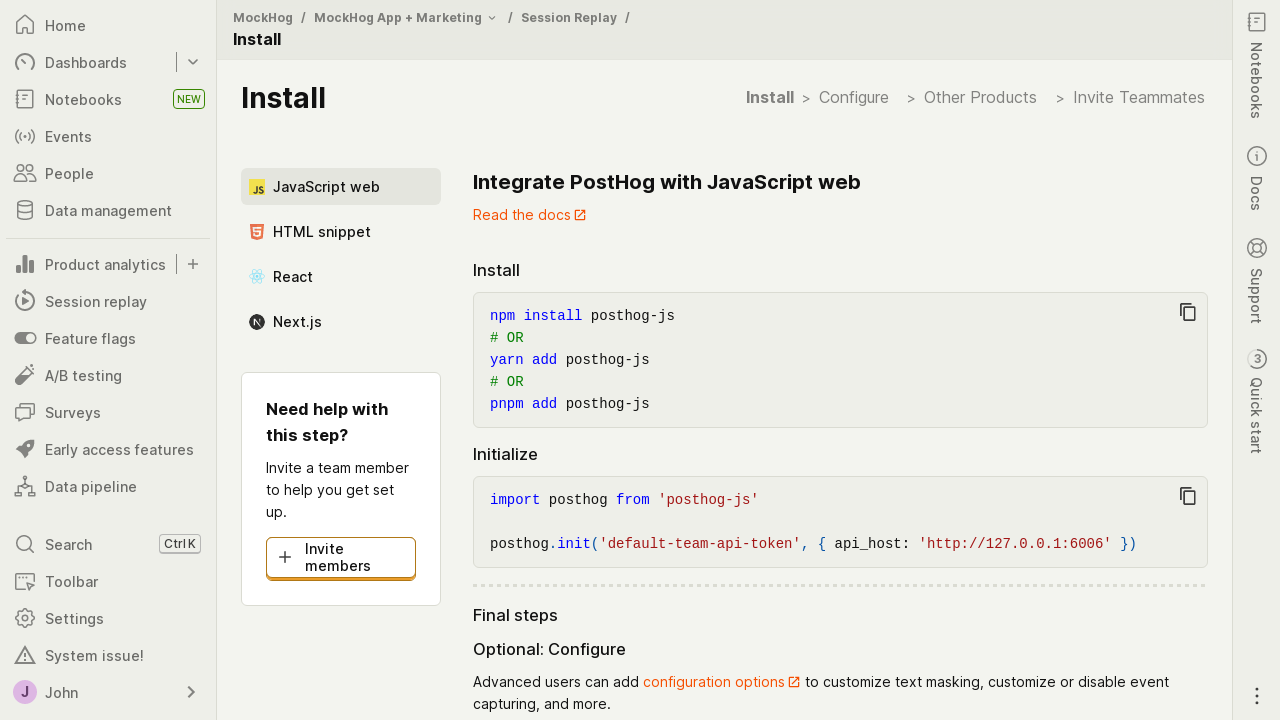 Home
Dashboards
Notebooks NEW
Events
People
Data management
Product analytics
Session replay
Feature flags
A/B testing
Surveys
Early access features
Data pipeline
Search Ctrl K
Toolbar
Settings
System issue!
J John
MockHog / MockHog App + Marketing / Session Replay /
Install
Install
Install > Configure > Other Products > Invite Teammates
JS JavaScript web
HTML snippet
React
Next.js
Need help with
this step?
Invite a team member
to help you get set
up.
Invite
members
Integrate PostHog with JavaScript web
Read the docs
Install
npm install posthog-js
# OR
yarn add posthog-js
# OR
pnpm add posthog-js
Initialize
import posthog from 'posthog-js'
posthog.init('default-team-api-token', { api_host: 'http://127.0.0.1:6006' })
Final steps
Optional: Configure
Advanced users can add configuration options to customize text masking, customize or disable event
capturing, and more.
Notebooks
Docs
Support
3 Quick start